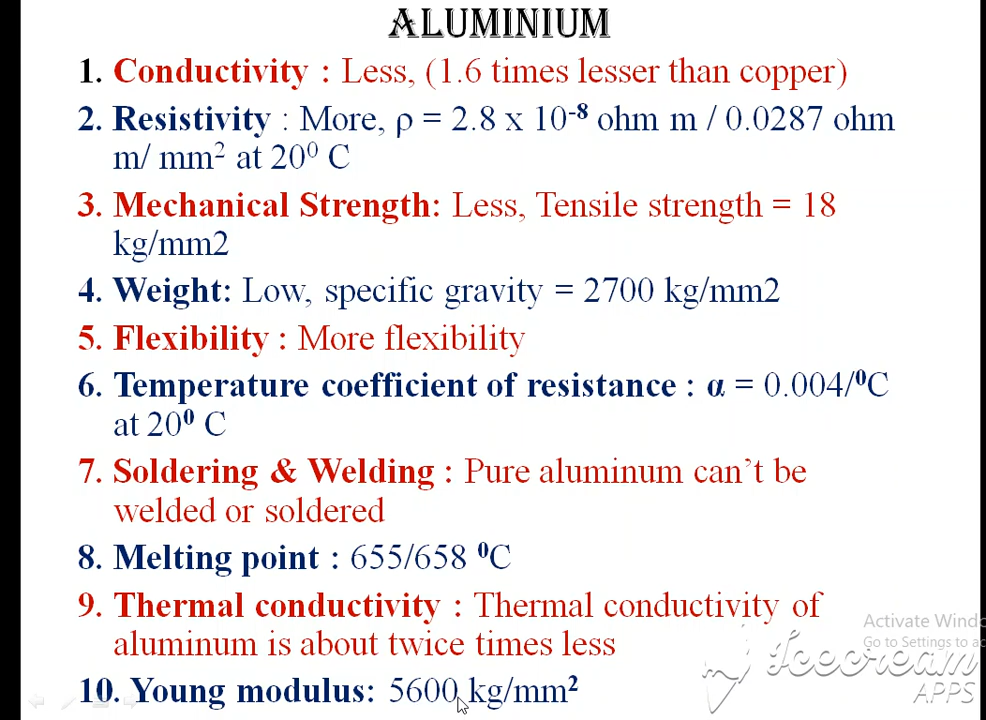 ALUMINIUM
1. Conductivity : Less, (1.6 times lesser than copper)
2. Resistivity : More, ρ = 2.8 x 10⁻⁸ ohm m / 0.0287 ohm
m/ mm² at 20⁰ C
3. Mechanical Strength: Less, Tensile strength = 18
kg/mm2
4. Weight: Low, specific gravity = 2700 kg/mm2
5. Flexibility : More flexibility
6. Temperature coefficient of resistance : α = 0.004/⁰C
at 20⁰ C
7. Soldering & Welding : Pure aluminum can’t be
welded or soldered
8. Melting point : 655/658 ⁰C
9. Thermal conductivity : Thermal conductivity of
aluminum is about twice times less
10. Young modulus: 5600 kg/mm²
Activate Windo
Go to Settings to ac
Icecream
APPS